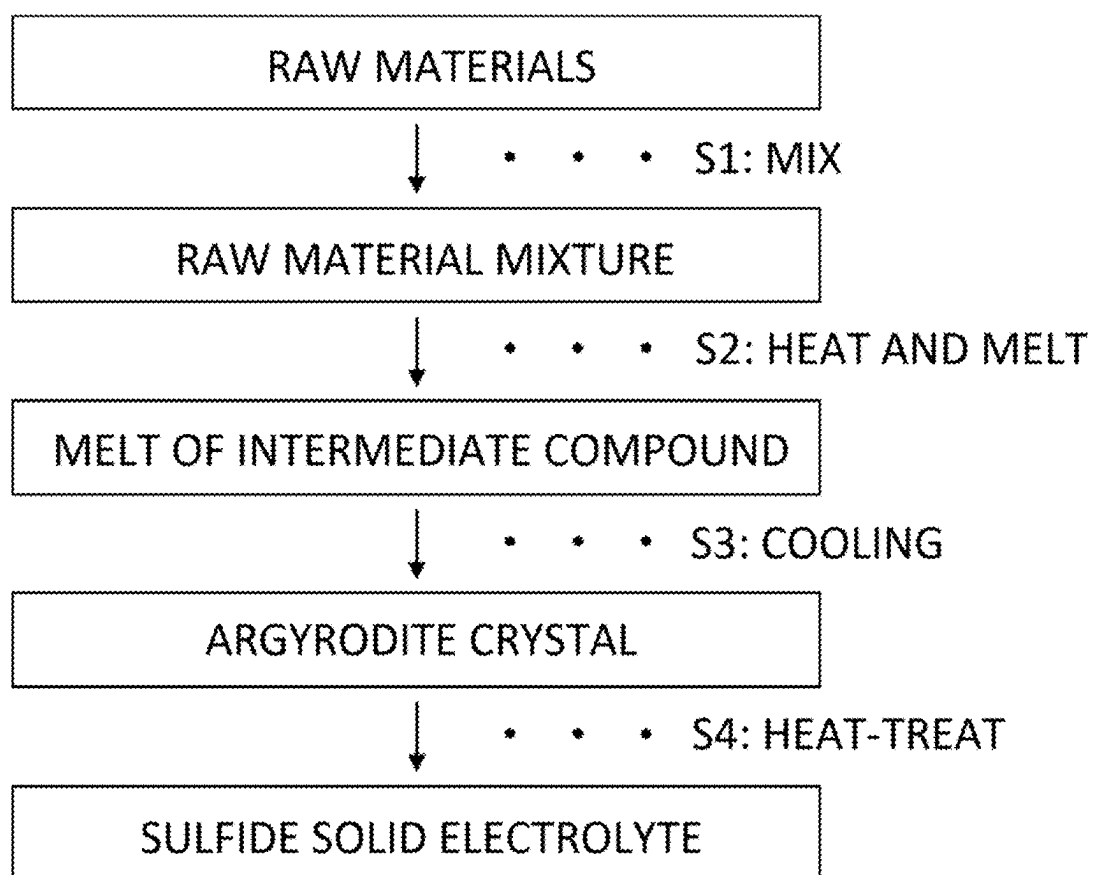 RAW MATERIALS
• • • S1: MIX
RAW MATERIAL MIXTURE
• • • S2: HEAT AND MELT
MELT OF INTERMEDIATE COMPOUND
• • • S3: COOLING
ARGYRODITE CRYSTAL
• • • S4: HEAT-TREAT
SULFIDE SOLID ELECTROLYTE